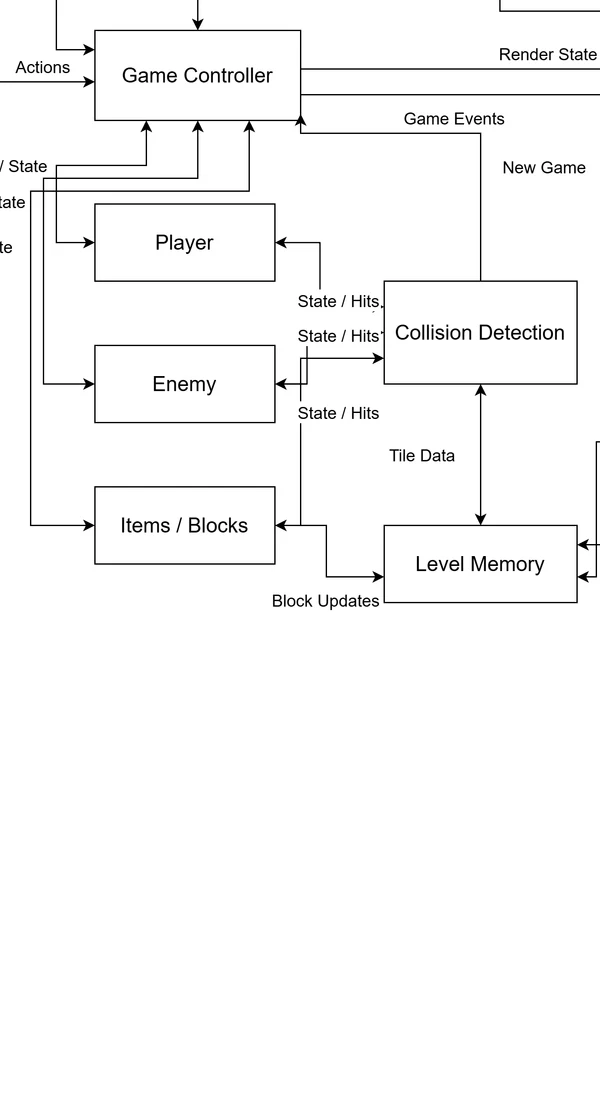 Render State
Actions
Game Controller
Game Events
/ State
New Game
tate
Player
te
State / Hits
State / Hits
Collision Detection
Enemy
State / Hits
Tile Data
Items / Blocks
Level Memory
Block Updates